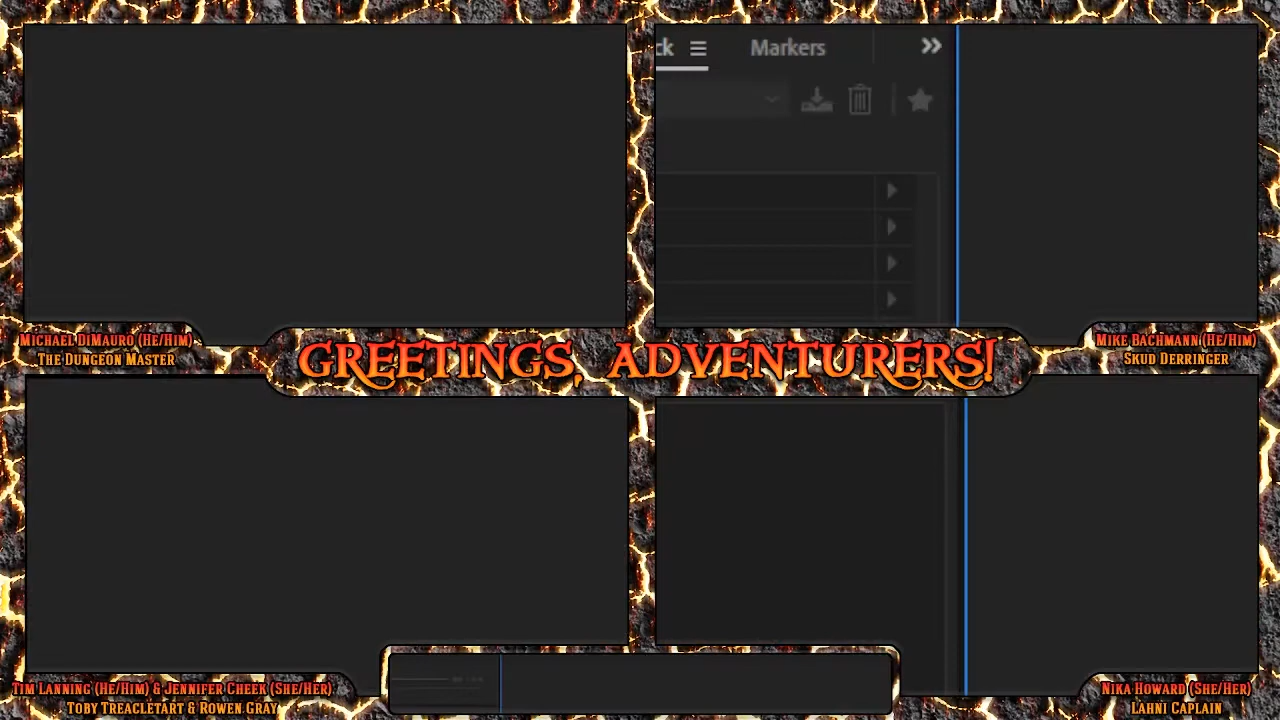 ck
Markers
Michael DiMauro (He/Him)
The Dungeon Master
GREETINGS, ADVENTURERS!
Mike Bachmann (He/Him)
Skud Derringer
Tim Lanning (He/Him) & Jennifer Cheek (She/Her)
Toby Treacletart & Rowen Gray
Nika Howard (She/Her)
Lahni Caplain